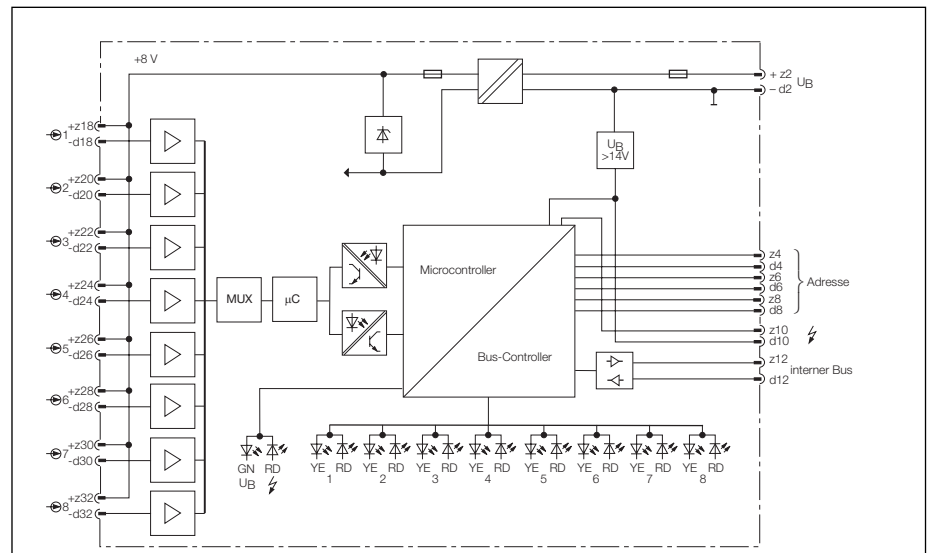 +8 V
+ z2
UB
– d2
UB
>14V
1 +z18
-d18
2 +z20
-d20
3 +z22
-d22
4 +z24
-d24
5 +z26
-d26
6 +z28
-d28
7 +z30
-d30
8 +z32
-d32
MUX
µC
Microcontroller
Bus-Controller
z4
d4
z6
d6
z8
d8
Adresse
z10
d10
z12
d12
interner Bus
GN RD
UB
YE RD
1
YE RD
2
YE RD
3
YE RD
4
YE RD
5
YE RD
6
YE RD
7
YE RD
8